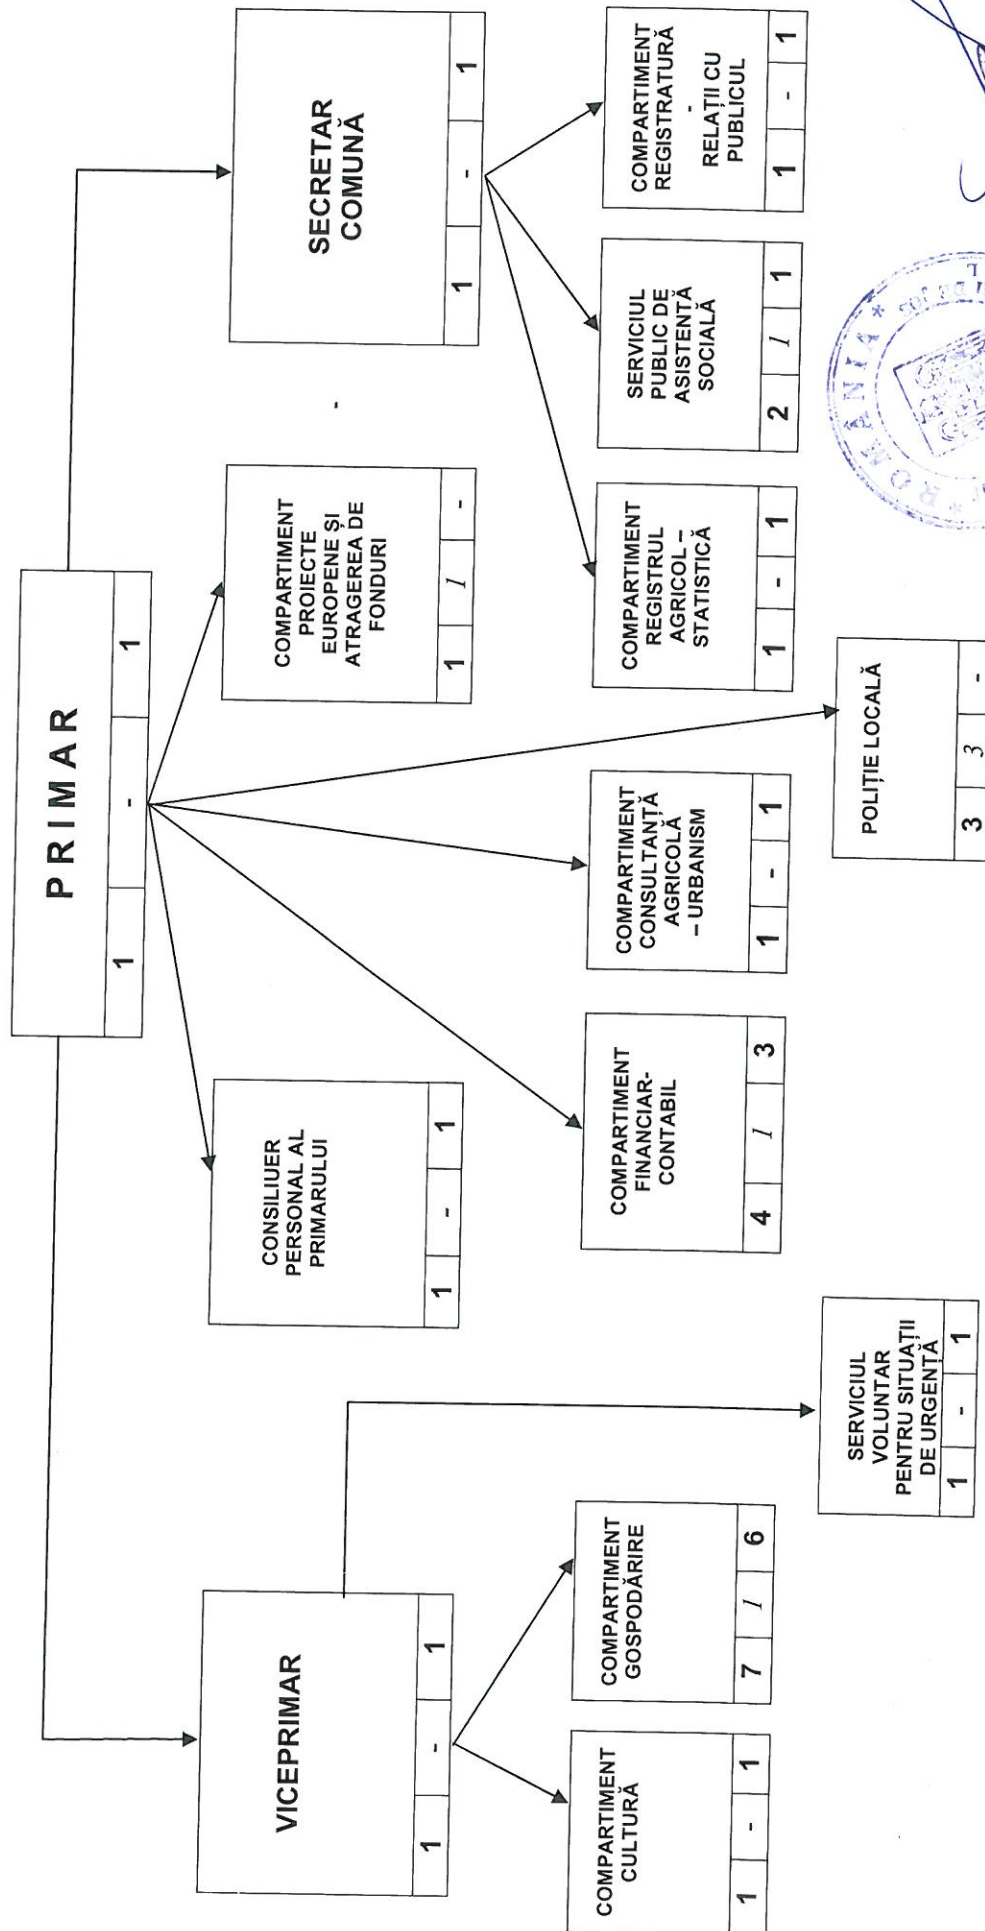 PRIMAR
1 - 1
VICEPRIMAR
1 - 1
CONSILIUER
PERSONAL AL
PRIMARULUI
1 - 1
COMPARTIMENT
PROIECTE
EUROPENE ȘI
ATRAGEREA DE
FONDURI
1 1 -
-
SECRETAR
COMUNĂ
1 - 1
COMPARTIMENT
CULTURĂ
1 - 1
COMPARTIMENT
GOSPODĂRIRE
7 1 6
COMPARTIMENT
FINANCIAR-
CONTABIL
4 1 3
COMPARTIMENT
CONSULTANȚĂ
AGRICOLĂ
– URBANISM
1 - 1
COMPARTIMENT
REGISTRUL
AGRICOL –
STATISTICĂ
1 - 1
SERVICIUL
PUBLIC DE
ASISTENȚĂ
SOCIALĂ
2 1 1
COMPARTIMENT
REGISTRATURĂ
-
RELAȚII CU
PUBLICUL
1 - 1
SERVICIUL
VOLUNTAR
PENTRU SITUAȚII
DE URGENȚĂ
1 - 1
POLIȚIE LOCALĂ
3 3 -
* ROMÂNIA *
DE JOS